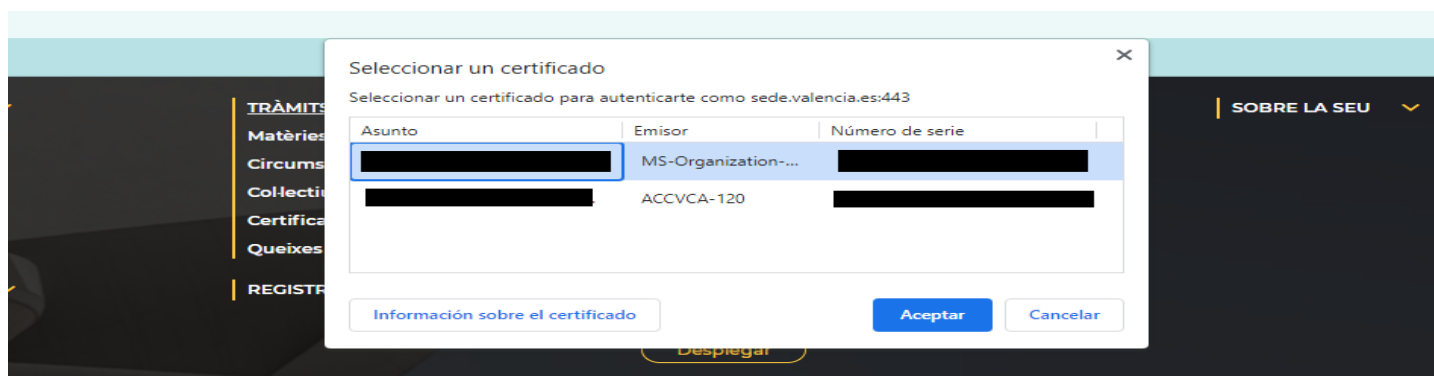 Seleccionar un certificado
Seleccionar un certificado para autenticarte como sede.valencia.es:443
Asunto Emisor Número de serie
MS-Organization-...
ACCVCA-120
Información sobre el certificado Aceptar Cancelar
TRÀMITS
Matèries
Circums
Col·lectiu
Certifica
Queixes
REGISTR
SOBRE LA SEU
Desplegar